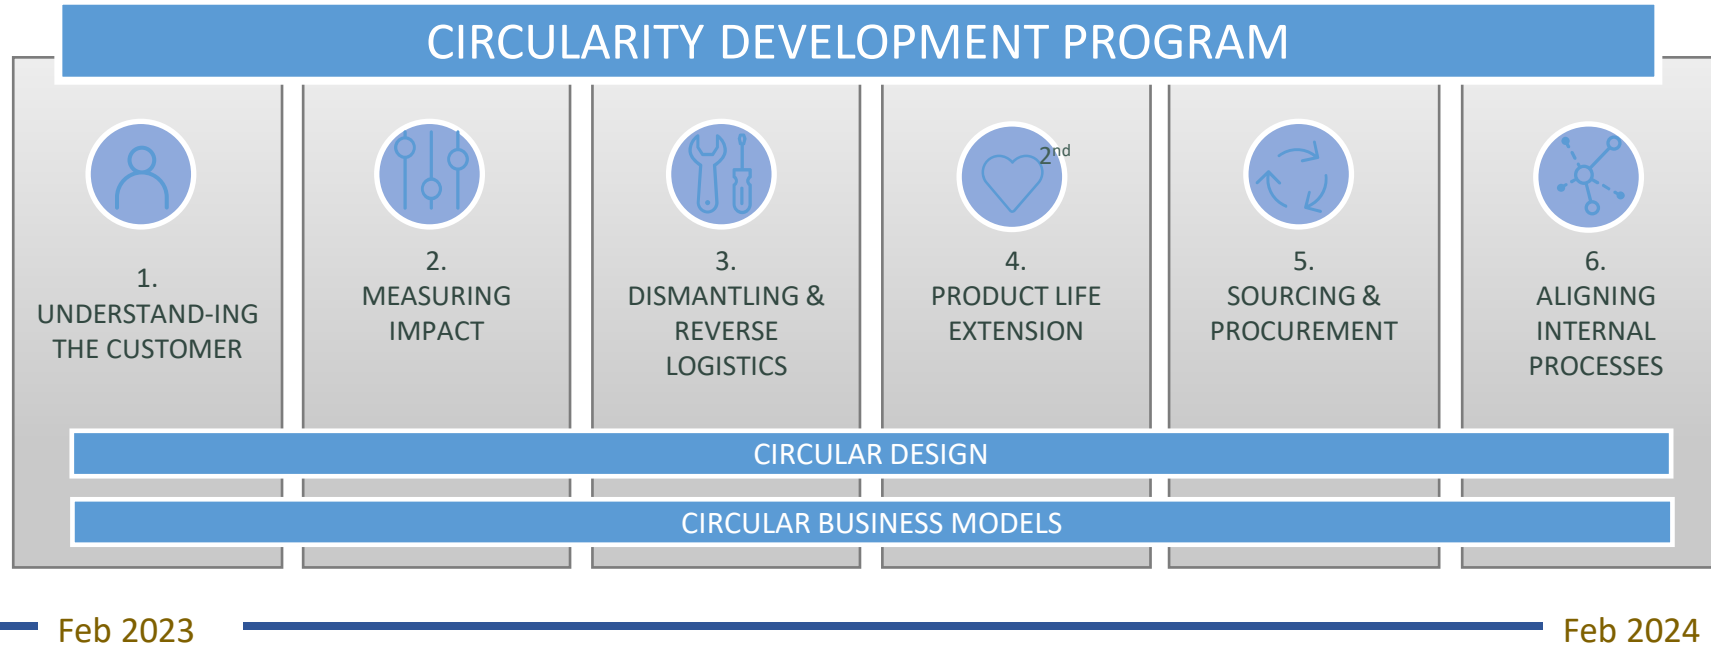 CIRCULARITY DEVELOPMENT PROGRAM
1.
UNDERSTAND-ING
THE CUSTOMER
2.
MEASURING
IMPACT
3.
DISMANTLING &
REVERSE
LOGISTICS
2nd
4.
PRODUCT LIFE
EXTENSION
5.
SOURCING &
PROCUREMENT
6.
ALIGNING
INTERNAL
PROCESSES
CIRCULAR DESIGN
CIRCULAR BUSINESS MODELS
Feb 2023
Feb 2024